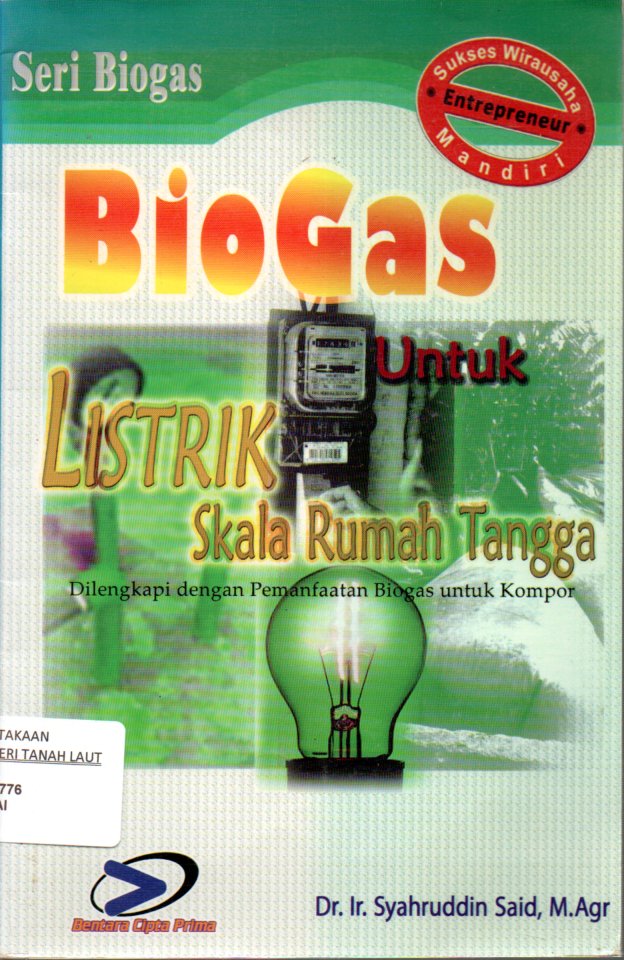 Seri Biogas
Sukses Wirausaha
Entrepreneur
Mandiri
BioGas
Untuk
LISTRIK
Skala Rumah Tangga
Dilengkapi dengan Pemanfaatan Biogas untuk Kompor
TAKAAN
ERI TANAH LAUT
776
AI
Bentara Cipta Prima
Dr. Ir. Syahruddin Said, M.Agr